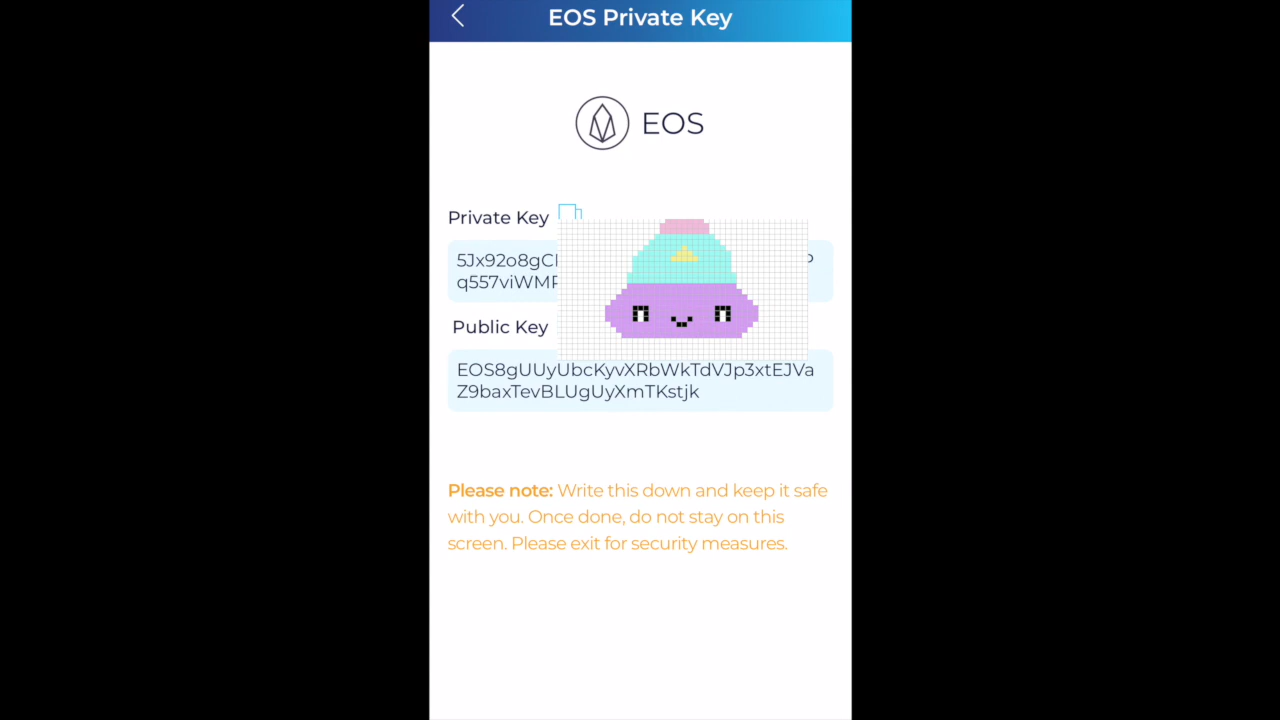 EOS Private Key
EOS
Private Key
5Jx92o8gC
q557viWM
Public Key
EOS8gUUyUbcKyvXRbWkTdVJp3xtEJVa
Z9baxTevBLUgUyXmTKstjk
Please note: Write this down and keep it safe
with you. Once done, do not stay on this
screen. Please exit for security measures.